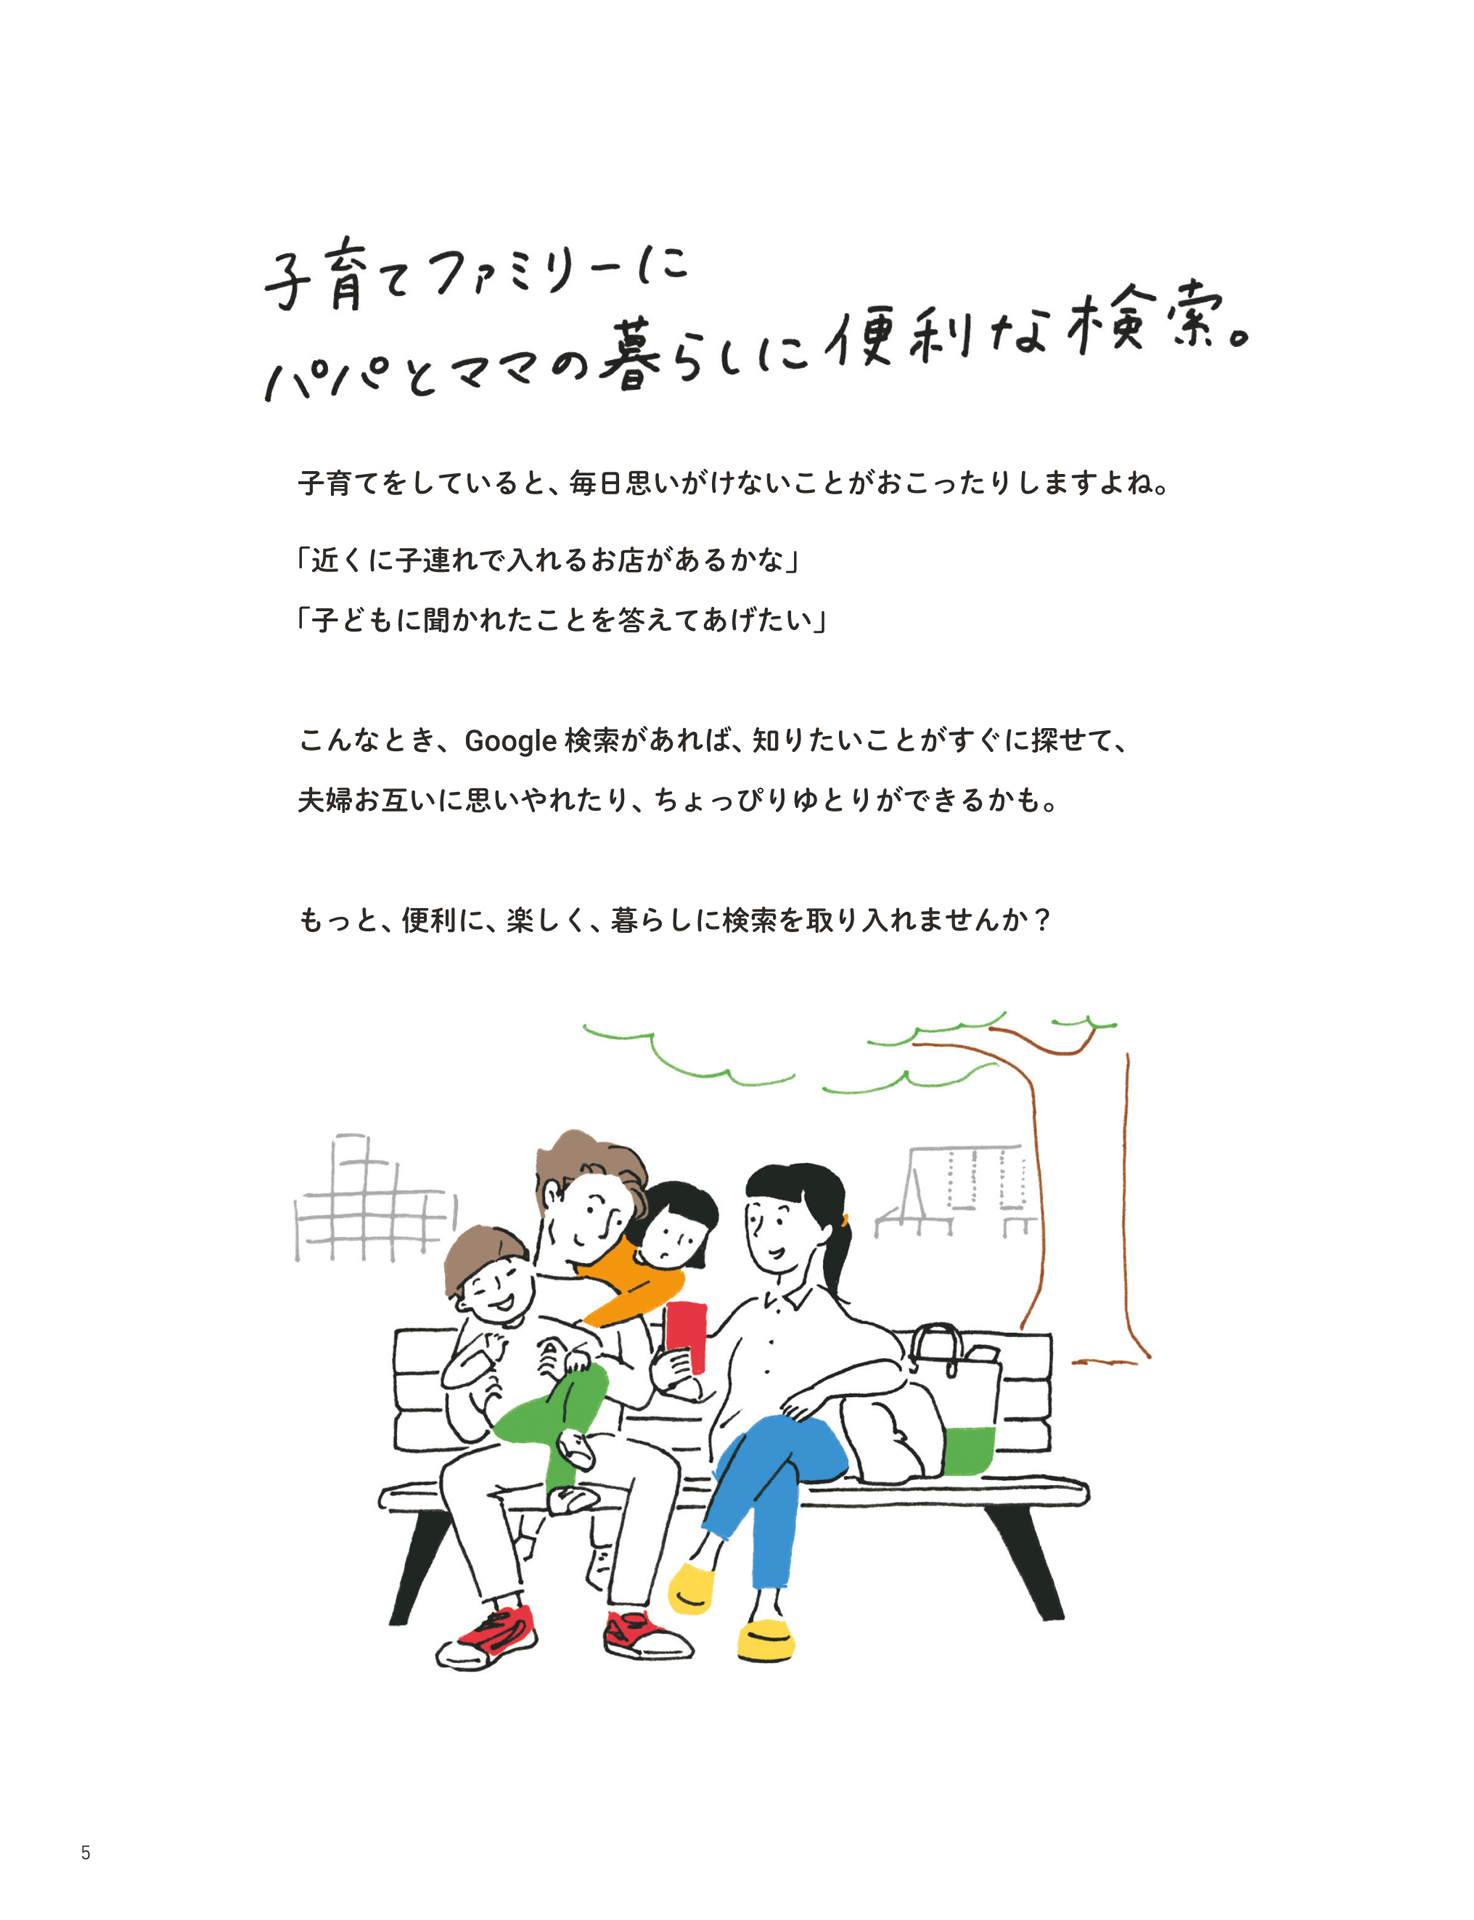 子育てファミリーに
パパとママの暮らしに便利な検索。
子育てをしていると、毎日思いがけないことがおこったりしますよね。
「近くに子連れで入れるお店があるかな」
「子どもに聞かれたことを答えてあげたい」
こんなとき、Google 検索があれば、知りたいことがすぐに探せて、
夫婦お互いに思いやれたり、ちょっぴりゆとりができるかも。
もっと、便利に、楽しく、暮らしに検索を取り入れませんか？
5